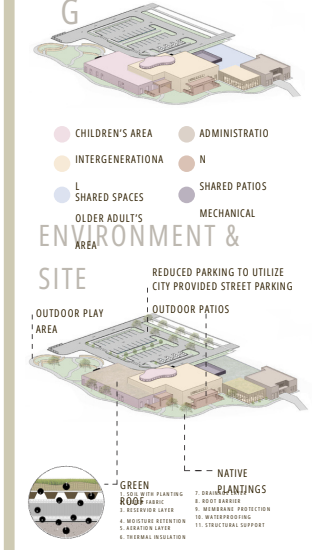 G
CHILDREN'S AREA
ADMINISTRATIO
N
INTERGENERATIONA
L
SHARED SPACES
SHARED PATIOS
OLDER ADULT'S
AREA
MECHANICAL
ENVIRONMENT &
SITE
REDUCED PARKING TO UTILIZE
CITY PROVIDED STREET PARKING
OUTDOOR PLAY
AREA
OUTDOOR PATIOS
NATIVE
PLANTINGS
GREEN
ROOF
1. SOIL WITH PLANTING
FABRIC
3. RESERVIOR LAYER
4. MOISTURE RETENTION
5. AERATION LAYER
6. THERMAL INSULATION
7. DRAINAGE
8. ROOT BARRIER
9. MEMBRANE PROTECTION
10. WATERPROOFING
11. STRUCTURAL SUPPORT